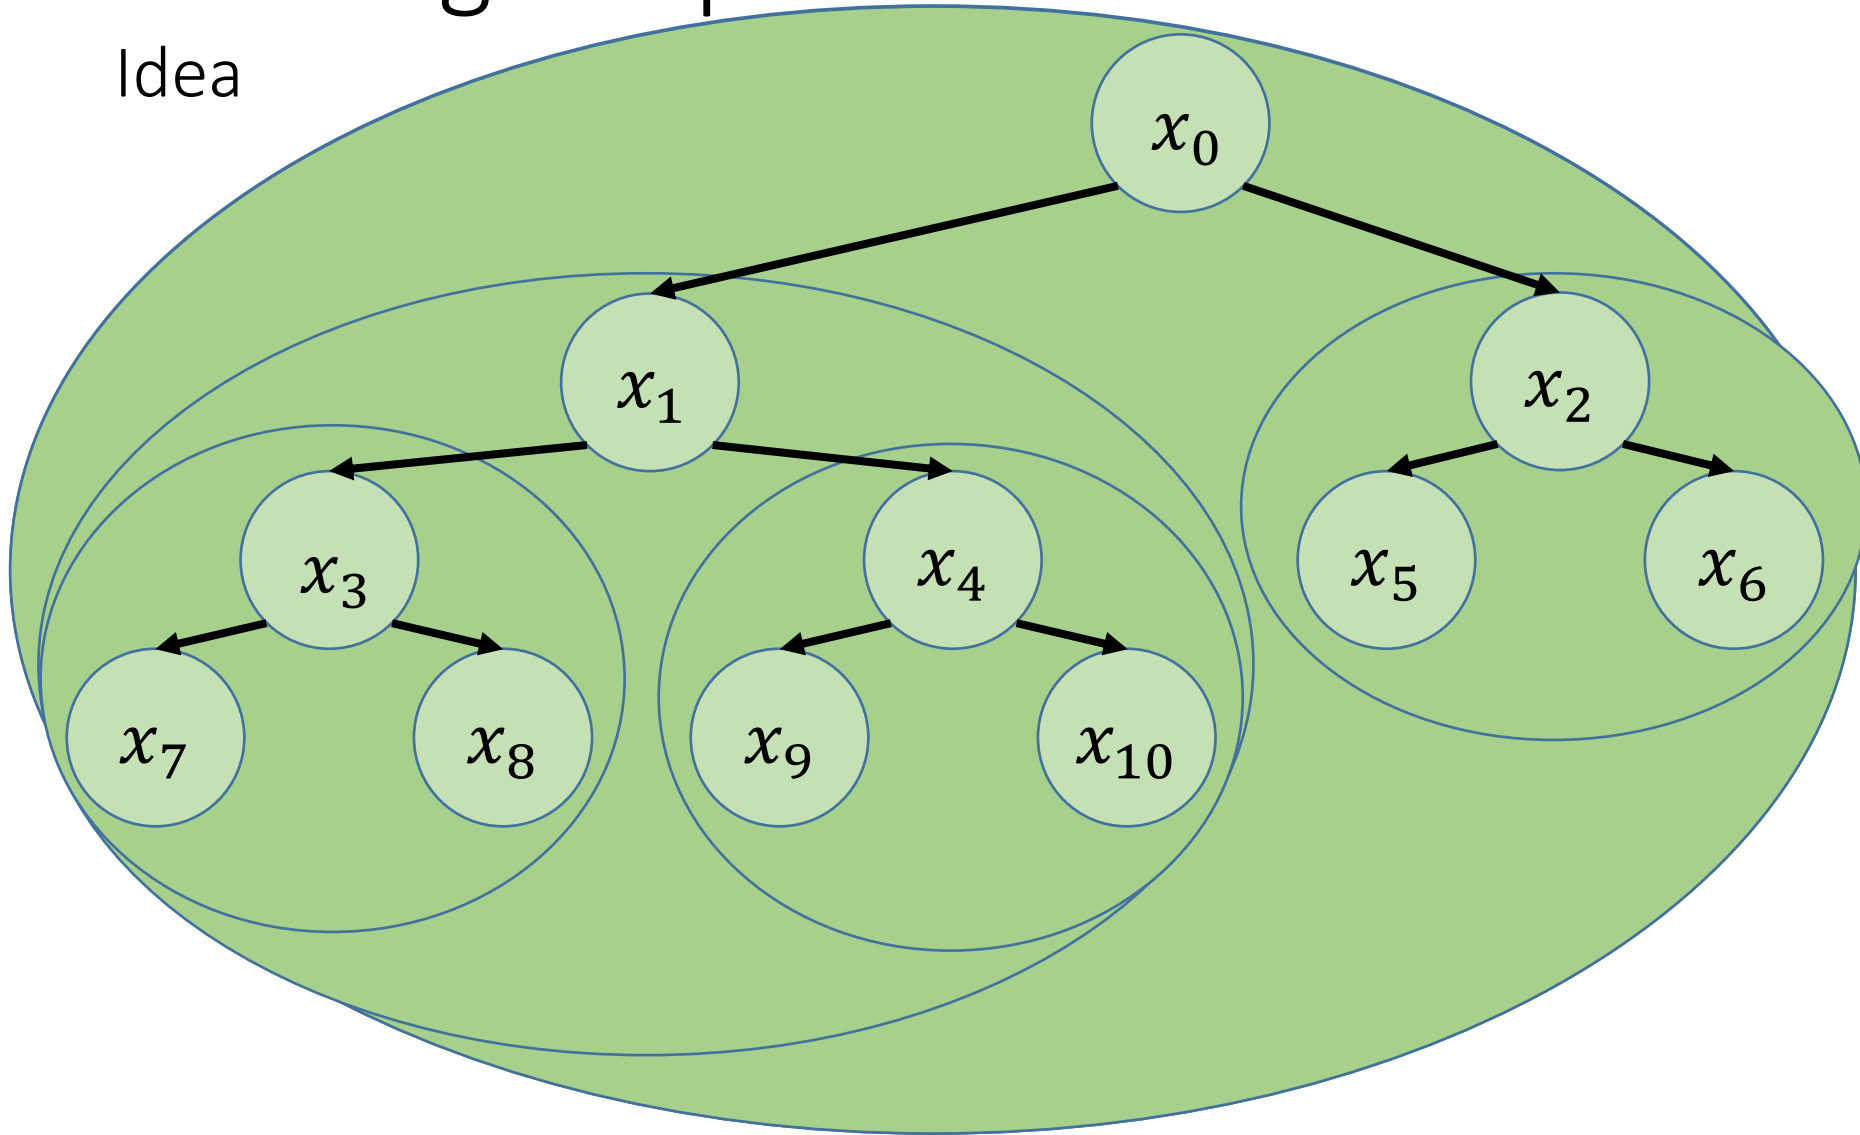 Idea
x₀
x₁ x₂
x₃ x₄ x₅ x₆
x₇ x₈ x₉ x₁₀